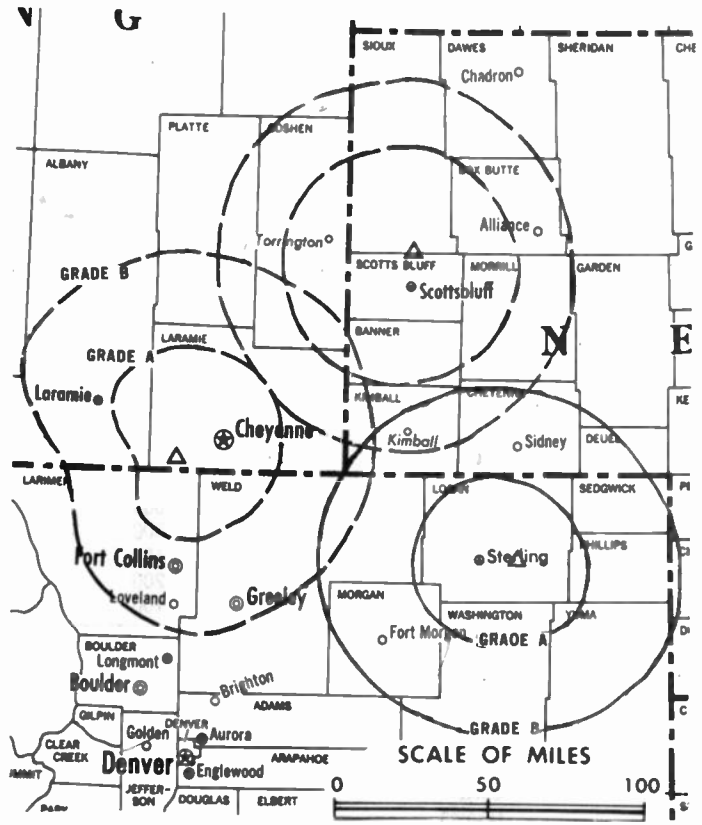 G
SIOUX
DAWES
SHERIDAN
Chadron
PLATTE
GOSHEN
ALBANY
BOX BUTTE
Alliance
Torrington
GRADE B
SCOTTS BLUFF
MORRILL
GARDEN
Scottsbluff
BANNER
N
E
LARAMIE
GRADE A
Laramie
KIMBALL
CHEYENNE
Cheyenne
Kimball
Sidney
DEUEL
LARIMER
WELD
LOGAN
SEDGWICK
Fort Collins
Sterling
PHILLIPS
Loveland
Greeley
MORGAN
WASHINGTON
YUMA
Fort Morgan
GRADE A
BOULDER
Longmont
Boulder
Brighton
ADAMS
GILPIN
GRADE B
Golden
DENVER
Aurora
CLEAR
CREEK
Denver
ARAPAHOE
SCALE OF MILES
Englewood
0 50 100
JEFFER-
SON
DOUGLAS
ELBERT